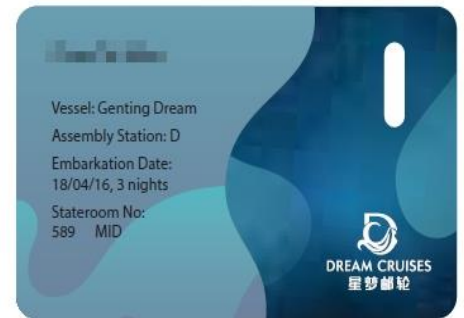 Vessel: Genting Dream
Assembly Station: D
Embarkation Date:
18/04/16, 3 nights
Stateroom No:
589 MID
DREAM CRUISES
星梦邮轮